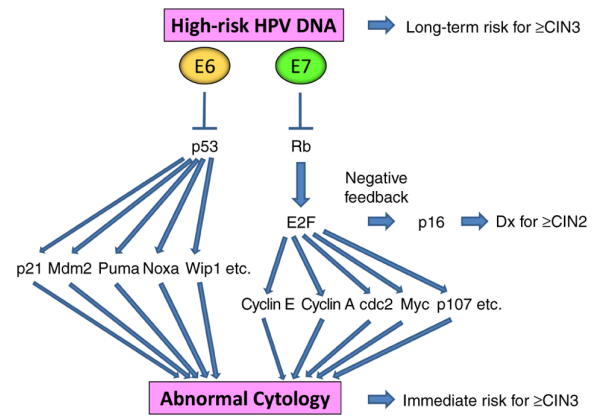 High-risk HPV DNA
Long-term risk for ≥CIN3
E6
E7
p53
Rb
Negative
feedback
E2F
p16
Dx for ≥CIN2
p21 Mdm2 Puma Noxa Wip1 etc.
Cyclin E Cyclin A cdc2 Myc p107 etc.
Abnormal Cytology
Immediate risk for ≥CIN3